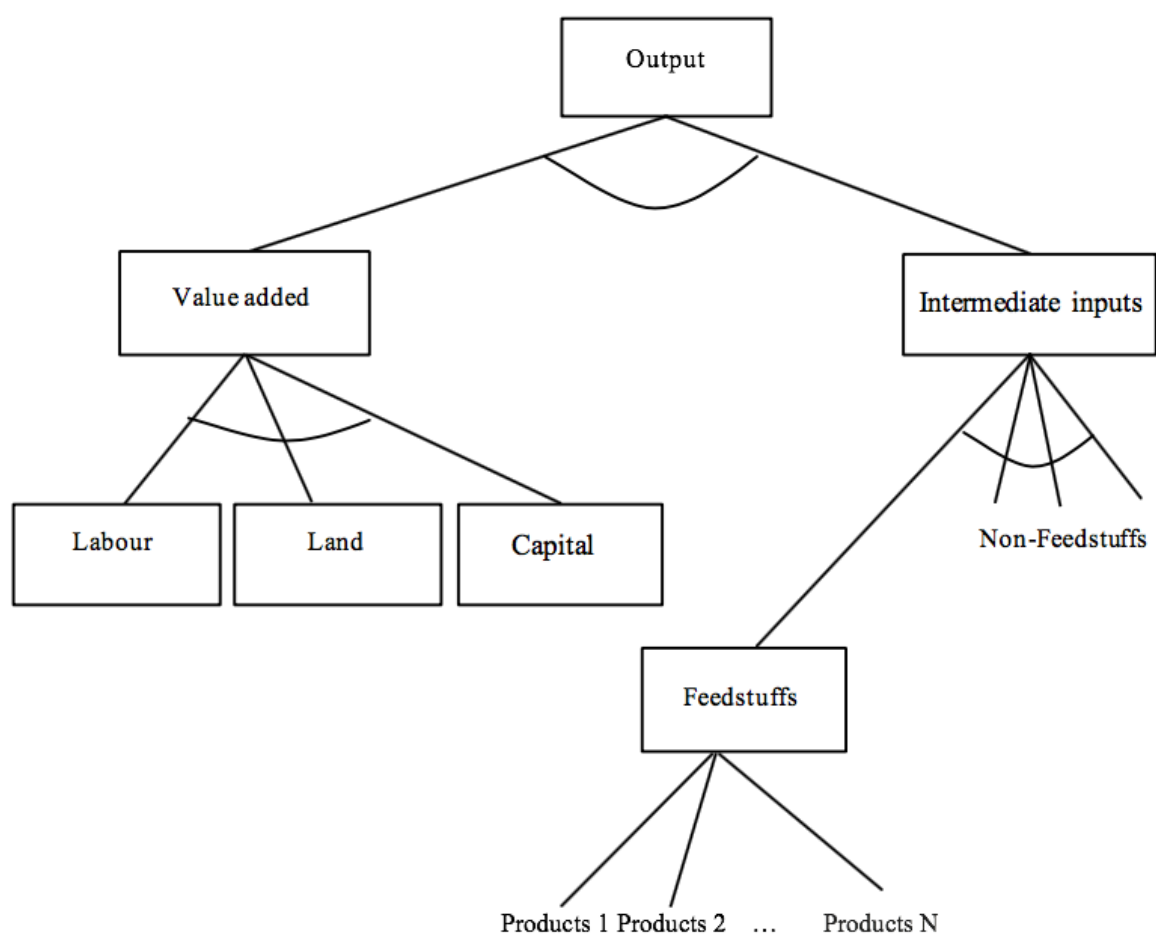 Output
Value added
Intermediate inputs
Labour
Land
Capital
Non-Feedstuffs
Feedstuffs
Products 1 Products 2 … Products N